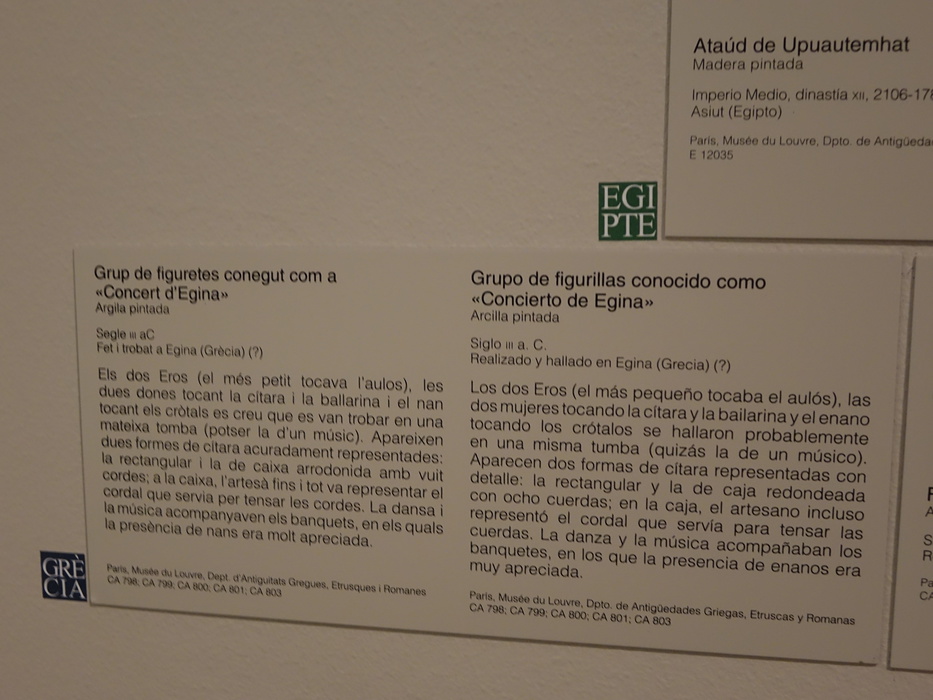 Ataúd de Upuautemhat
Madera pintada
Imperio Medio, dinastía XII, 2106-
Asiut (Egipto)
París, Musée du Louvre, Dpto. de
E 12035
EGI
PTE
Grup de figuretes conegut com a
«Concert d'Egina»
Argila pintada
Segle III aC
Fet i trobat a Egina (Grècia) (?)
Els dos Eros (el més petit tocava l'aulos), les
dues dones tocant la cítara i la ballarina i el nan
tocant els cròtals es creu que es van trobar en una
mateixa tomba (potser la d'un músic). Apareixen
dues formes de cítara acuradament representades:
la rectangular i la de caixa arrodonida amb vuit
cordes; a la caixa, l'artesà fins i tot va representar el
cordal que servia per tensar les cordes. La dansa i
la música acompanyaven els banquets, en els quals
la presència de nans era molt apreciada.
París, Musée du Louvre, Dept. d'Antiguitats Gregues, Etrusques i Romanes
CA 798; CA 799; CA 800; CA 801; CA 803
GRÈ
CIA
Grupo de figurillas conocido como
«Concierto de Egina»
Arcilla pintada
Siglo III a. C.
Realizado y hallado en Egina (Grecia) (?)
Los dos Eros (el más pequeño tocaba el aulós), las
dos mujeres tocando la cítara y la bailarina y el enano
tocando los crótalos se hallaron probablemente
en una misma tumba (quizás la de un músico).
Aparecen dos formas de cítara representadas con
detalle: la rectangular y la de caja redondeada
con ocho cuerdas; en la caja, el artesano incluso
representó el cordal que servía para tensar las
cuerdas. La danza y la música acompañaban los
banquetes, en los que la presencia de enanos era
muy apreciada.
París, Musée du Louvre, Dpto. de Antigüedades Griegas, Etruscas y Romanas
CA 798; CA 799; CA 800; CA 801; CA 803